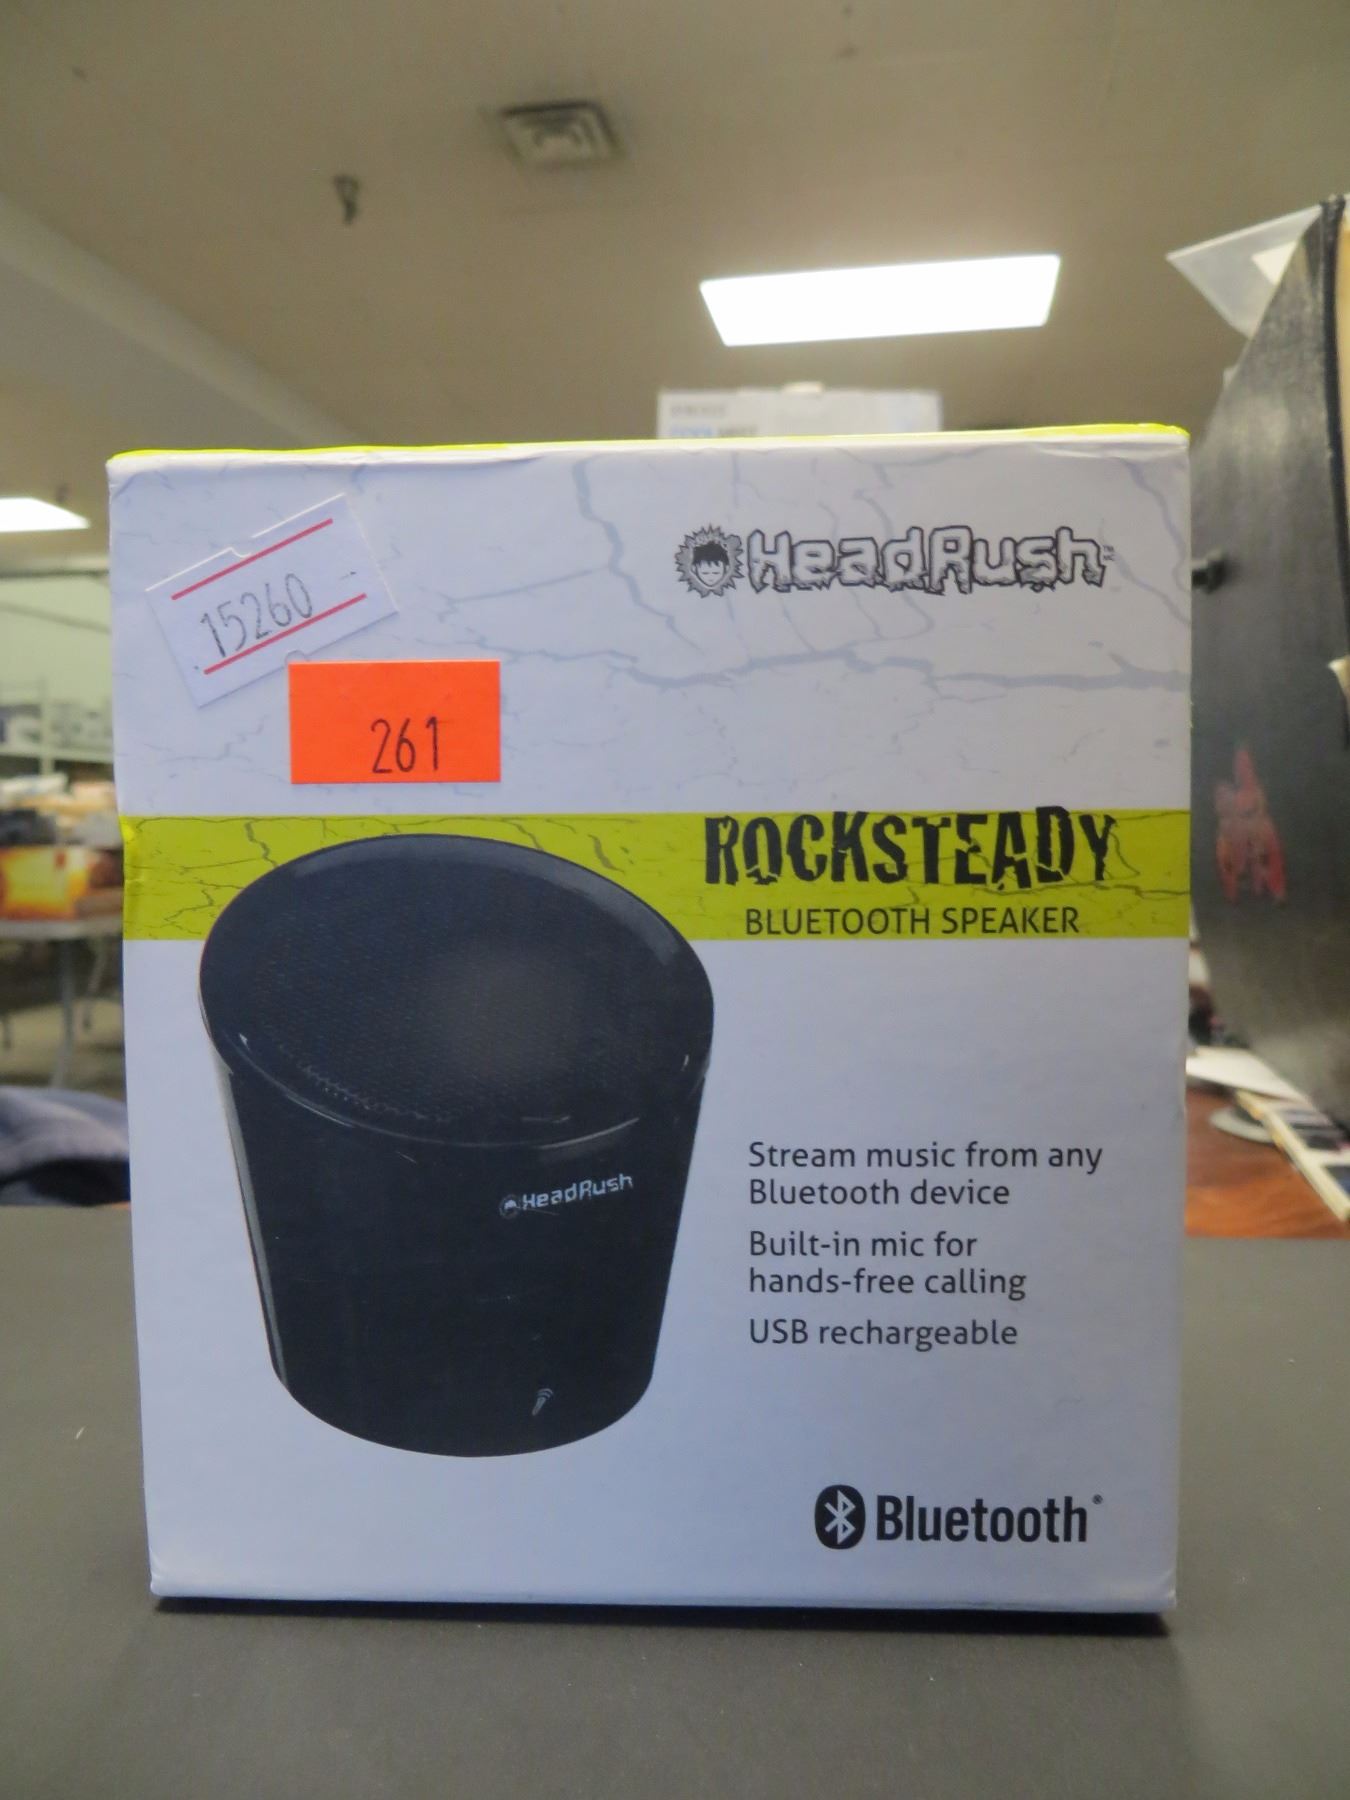 HeadRush™
15260
261
ROCKSTEADY
BLUETOOTH SPEAKER
HeadRush
Stream music from any
Bluetooth device
Built-in mic for
hands-free calling
USB rechargeable
Bluetooth®